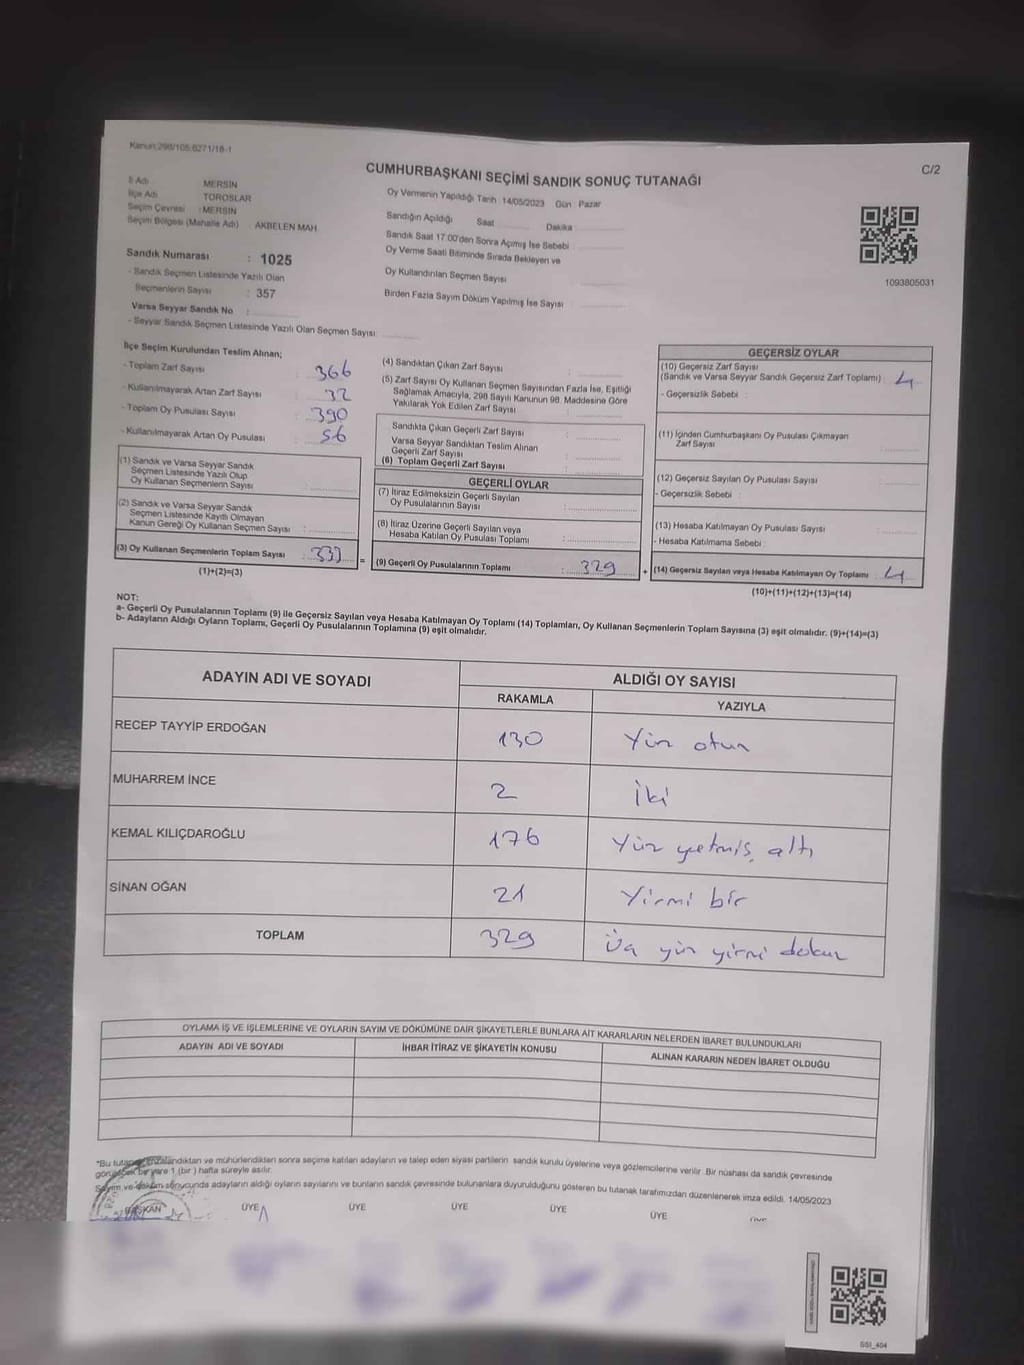 Kanun:298/105:6271/18-1
C/2
CUMHURBAŞKANI SEÇİMİ SANDIK SONUÇ TUTANAĞI
İl Adı : MERSİN
İlçe Adı : TOROSLAR
Seçim Çevresi : MERSİN
Seçim Bölgesi (Mahalle Adı) AKBELEN MAH.
Sandık Numarası : 1025
- Sandık Seçmen Listesinde Yazılı Olan
Seçmenlerin Sayısı : 357
Varsa Seyyar Sandık No :
- Seyyar Sandık Seçmen Listesinde Yazılı Olan Seçmen Sayısı:
Oy Vermenin Yapıldığı Tarih : 14/05/2023 Gün : Pazar
Sandığın Açıldığı Saat Dakika :
Sandık Saat 17:00'den Sonra Açımış İse Sebebi
Oy Verme Saati Bitiminde Sırada Bekleyen ve
Oy Kullandırılan Seçmen Sayısı
Birden Fazla Sayım Döküm Yapılmış İse Sayısı
1093805031
İlçe Seçim Kurulundan Teslim Alınan;
- Toplam Zarf Sayısı : 366
- Kullanılmayarak Artan Zarf Sayısı : 32
- Toplam Oy Pusulası Sayısı : 390
- Kullanılmayarak Artan Oy Pusulası : 56
(1) Sandık ve Varsa Seyyar Sandık
Seçmen Listesinde Yazılı Olup
Oy Kullanan Seçmenlerin Sayısı :
(2) Sandık ve Varsa Seyyar Sandık
Seçmen Listesinde Kayıtlı Olmayan
Kanun Gereği Oy Kullanan Seçmen Sayısı :
(3) Oy Kullanan Seçmenlerin Toplam Sayısı : 333 =
(1)+(2)=(3)
(4) Sandıktan Çıkan Zarf Sayısı :
(5) Zarf Sayısı Oy Kullanan Seçmen Sayısından Fazla İse, Eşitliği
Sağlamak Amacıyla, 298 Sayılı Kanunun 98. Maddesine Göre
Yakılarak Yok Edilen Zarf Sayısı :
Sandıkta Çıkan Geçerli Zarf Sayısı :
Varsa Seyyar Sandıktan Teslim Alınan
Geçerli Zarf Sayısı :
(6) Toplam Geçerli Zarf Sayısı :
GEÇERLİ OYLAR
(7) İtiraz Edilmeksizin Geçerli Sayılan
Oy Pusulalarının Sayısı :
(8) İtiraz Üzerine Geçerli Sayılan veya
Hesaba Katılan Oy Pusulası Toplamı :
(9) Geçerli Oy Pusulalarının Toplamı : 329 +
GEÇERSİZ OYLAR
(10) Geçersiz Zarf Sayısı
(Sandık ve Varsa Seyyar Sandık Geçersiz Zarf Toplamı) : 4
- Geçersizlik Sebebi :
(11) İçinden Cumhurbaşkanı Oy Pusulası Çıkmayan
Zarf Sayısı :
(12) Geçersiz Sayılan Oy Pusulası Sayısı :
- Geçersizlik Sebebi :
(13) Hesaba Katılmayan Oy Pusulası Sayısı :
- Hesaba Katılmama Sebebi :
(14) Geçersiz Sayılan veya Hesaba Katılmayan Oy Toplamı : 4
(10)+(11)+(12)+(13)=(14)
NOT:
a- Geçerli Oy Pusulalarının Toplamı (9) ile Geçersiz Sayılan veya Hesaba Katılmayan Oy Toplamı (14) Toplamları, Oy Kullanan Seçmenlerin Toplam Sayısına (3) eşit olmalıdır. (9)+(14)=(3)
b- Adayların Aldığı Oyların Toplamı, Geçerli Oy Pusulalarının Toplamına (9) eşit olmalıdır.
ADAYIN ADI VE SOYADI
ALDIĞI OY SAYISI
RAKAMLA YAZIYLA
RECEP TAYYİP ERDOĞAN 130 Yüz otuz
MUHARREM İNCE 2 İki
KEMAL KILIÇDAROĞLU 176 Yüz yetmiş altı
SİNAN OĞAN 21 Yirmi bir
TOPLAM 329 Üç yüz yirmi dokuz
OYLAMA İŞ VE İŞLEMLERİNE VE OYLARIN SAYIM VE DÖKÜMÜNE DAİR ŞİKAYETLERLE BUNLARA AİT KARARLARIN NELERDEN İBARET BULUNDUKLARI
ADAYIN ADI VE SOYADI İHBAR İTİRAZ VE ŞİKAYETİN KONUSU ALINAN KARARIN NEDEN İBARET OLDUĞU
*Bu tutanak imzalandıktan ve mühürlendikten sonra seçime katılan adayların ve talep eden siyasi partilerin sandık kurulu üyelerine veya gözlemcilerine verilir. Bir nüshası da sandık çevresinde
görülebilecek bir yere 1 (bir) hafta süreyle asılır.
Sayım ve döküm sonucunda adayların aldığı oyların sayılarını ve bunların sandık çevresinde bulunanlara duyurulduğunu gösteren bu tutanak tarafımızdan düzenlenerek imza edildi. 14/05/2023
BAŞKAN ÜYE ÜYE ÜYE ÜYE ÜYE ÜYE
SSI_404